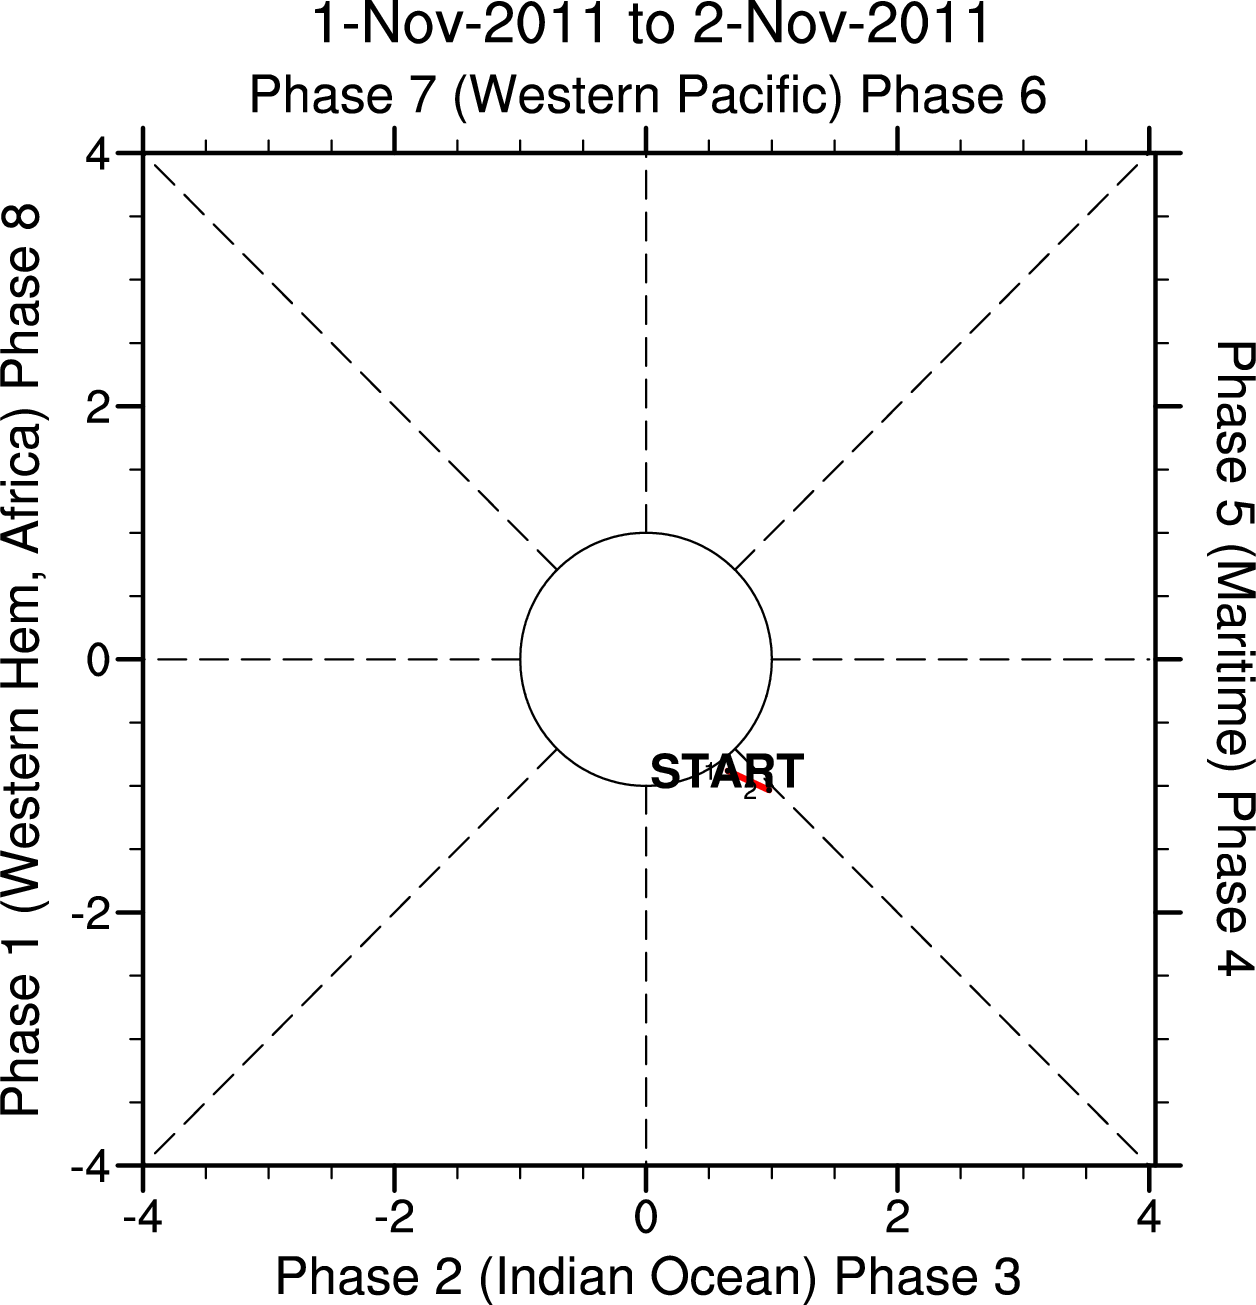 1-Nov-2011 to 2-Nov-2011
Phase 7 (Western Pacific) Phase 6
4
2
0
-2
-4
Phase 1 (Western Hem, Africa) Phase 8
START
1
2
Phase 5 (Maritime) Phase 4
-4 -2 0 2 4
Phase 2 (Indian Ocean) Phase 3